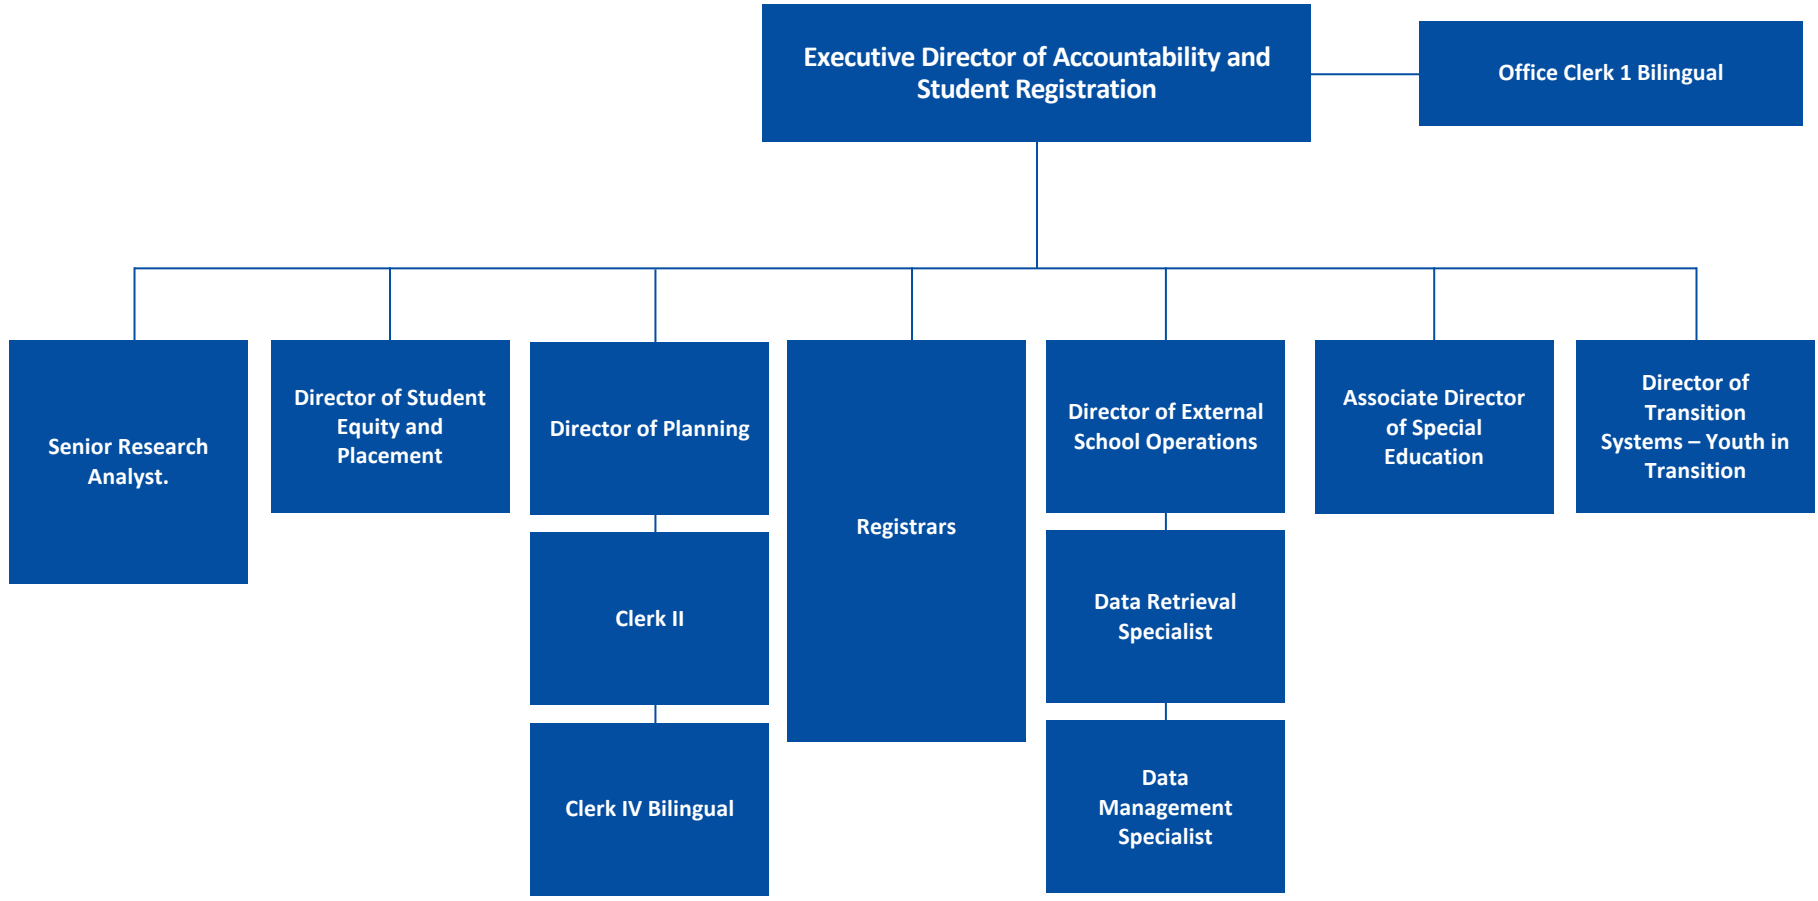 Executive Director of Accountability and
Student Registration
Office Clerk 1 Bilingual
Senior Research
Analyst.
Director of Student
Equity and
Placement
Director of Planning
Clerk II
Clerk IV Bilingual
Registrars
Director of External
School Operations
Data Retrieval
Specialist
Data
Management
Specialist
Associate Director
of Special
Education
Director of
Transition
Systems – Youth in
Transition